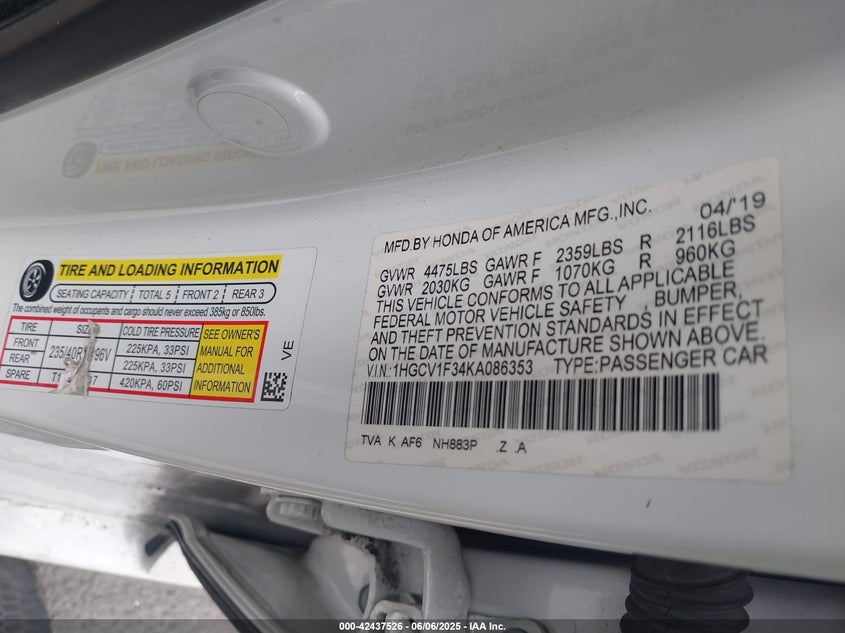 TIRE AND LOADING INFORMATION
SEATING CAPACITY TOTAL 5 FRONT 2 REAR 3
The combined weight of occupants and cargo should never exceed 385kg or 850lbs.
TIRE SIZE COLD TIRE PRESSURE SEE OWNER'S MANUAL FOR ADDITIONAL INFORMATION
FRONT 225KPA, 33PSI
REAR 225KPA, 33PSI
SPARE 420KPA, 60PSI
VE
MFD.BY HONDA OF AMERICA MFG.,INC. 04/'19
GVWR 4475LBS GAWR F 2359LBS R 2116LBS
GVWR 2030KG GAWR F 1070KG R 960KG
THIS VEHICLE CONFORMS TO ALL APPLICABLE
FEDERAL MOTOR VEHICLE SAFETY , BUMPER,
AND THEFT PREVENTION STANDARDS IN EFFECT
ON THE DATE OF MANUFACTURE SHOWN ABOVE.
V.I.N.:1HGCV1F34KA086353 TYPE:PASSENGER CAR
TVA K AF6 NH883P .Z .A
000-42437526 - 06/06/2025 - IAA Inc.